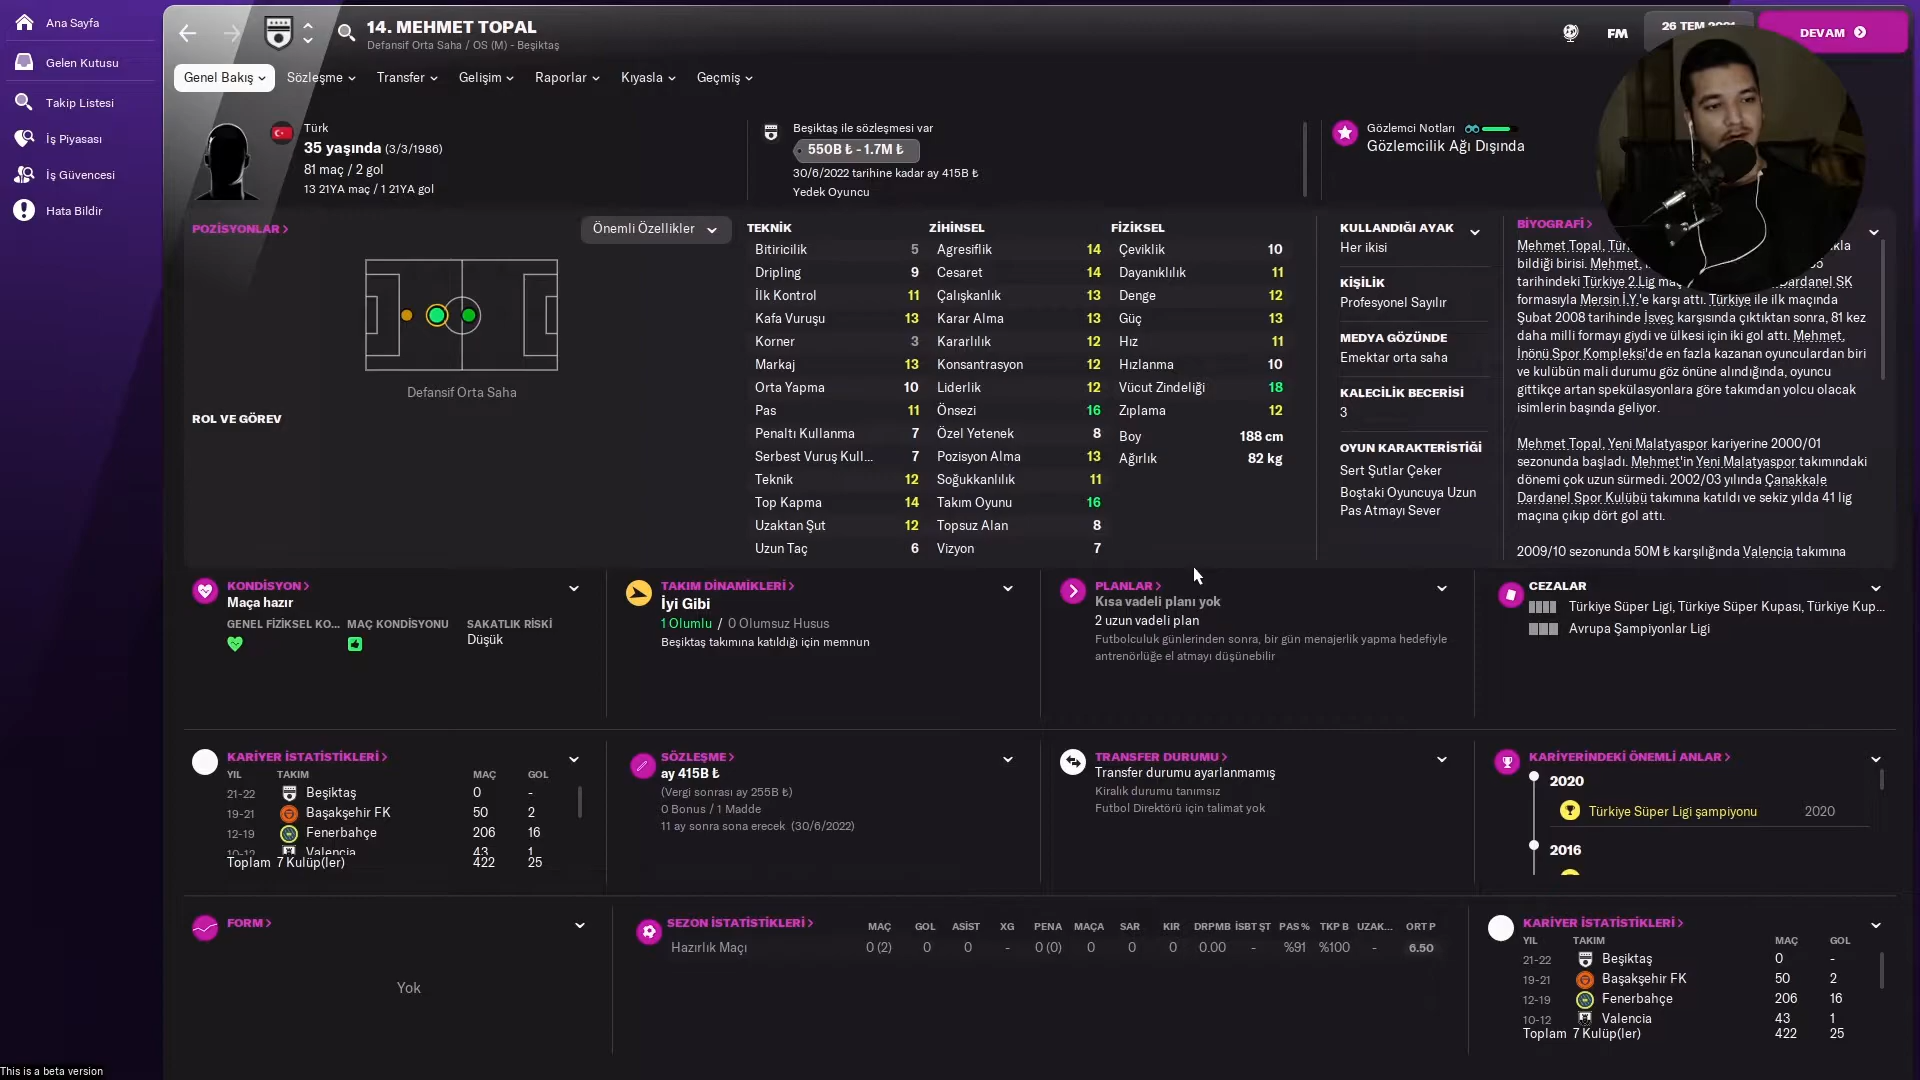 Ana Sayfa
Gelen Kutusu
Takip Listesi
İş Piyasası
İş Güvencesi
Hata Bildir
14. MEHMET TOPAL
Defansif Orta Saha / OS (M) - Beşiktaş
FM
26 TEM
DEVAM
Genel Bakış
Sözleşme
Transfer
Gelişim
Raporlar
Kıyasla
Geçmiş
Türk
35 yaşında (3/3/1986)
81 maç / 2 gol
13 21YA maç / 1 21YA gol
Beşiktaş ile sözleşmesi var
550B ₺ - 1.7M ₺
30/6/2022 tarihine kadar ay 415B ₺
Yedek Oyuncu
Gözlemci Notları
Gözlemcilik Ağı Dışında
POZİSYONLAR
Önemli Özellikler
Defansif Orta Saha
ROL VE GÖREV
TEKNİK
Bitiricilik 5
Dripling 9
İlk Kontrol 11
Kafa Vuruşu 13
Korner 3
Markaj 13
Orta Yapma 10
Pas 11
Penaltı Kullanma 7
Serbest Vuruş Kull... 7
Teknik 12
Top Kapma 14
Uzaktan Şut 12
Uzun Taç 6
ZİHİNSEL
Agresiflik 14
Cesaret 14
Çalışkanlık 13
Karar Alma 13
Kararlılık 12
Konsantrasyon 12
Liderlik 12
Önsezi 16
Özel Yetenek 8
Pozisyon Alma 13
Soğukkanlılık 11
Takım Oyunu 16
Topsuz Alan 8
Vizyon 7
FİZİKSEL
Çeviklik 10
Dayanıklılık 11
Denge 12
Güç 13
Hız 11
Hızlanma 10
Vücut Zindeliği 18
Zıplama 12
Boy 188 cm
Ağırlık 82 kg
KULLANDIĞI AYAK
Her ikisi
KİŞİLİK
Profesyonel Sayılır
MEDYA GÖZÜNDE
Emektar orta saha
KALECİLİK BECERİSİ
3
OYUN KARAKTERİSTİĞİ
Sert Şutlar Çeker
Boştaki Oyuncuya Uzun
Pas Atmayı Sever
BİYOGRAFİ
Mehmet Topal, Tür
bildiği birisi. Mehmet,
tarihindeki Türkiye 2.Lig maç Dardanel SK
formasıyla Mersin İ.Y.'e karşı attı. Türkiye ile ilk maçında
Şubat 2008 tarihinde İsveç karşısında çıktıktan sonra, 81 kez
daha milli formayı giydi ve ülkesi için iki gol attı. Mehmet,
İnönü Spor Kompleksi'de en fazla kazanan oyunculardan biri
ve kulübün mali durumu göz önüne alındığında, oyuncu
gittikçe artan spekülasyonlara göre takımdan yolcu olacak
isimlerin başında geliyor.
Mehmet Topal, Yeni Malatyaspor kariyerine 2000/01
sezonunda başladı. Mehmet'in Yeni Malatyaspor takımındaki
dönemi çok uzun sürmedi. 2002/03 yılında Çanakkale
Dardanel Spor Kulübü takımına katıldı ve sekiz yılda 41 lig
maçına çıkıp dört gol attı.
2009/10 sezonunda 50M ₺ karşılığında Valencia takımına
KONDİSYON
Maça hazır
GENEL FİZİKSEL KO... MAÇ KONDİSYONU SAKATLIK RİSKİ
Düşük
TAKIM DİNAMİKLERİ
İyi Gibi
1 Olumlu / 0 Olumsuz Husus
Beşiktaş takımına katıldığı için memnun
PLANLAR
Kısa vadeli planı yok
2 uzun vadeli plan
Futbolculuk günlerinden sonra, bir gün menajerlik yapma hedefiyle
antrenörlüğe el atmayı düşünebilir
CEZALAR
Türkiye Süper Ligi, Türkiye Süper Kupası, Türkiye Kup...
Avrupa Şampiyonlar Ligi
KARİYER İSTATİSTİKLERİ
YIL TAKIM MAÇ GOL
21-22 Beşiktaş 0 -
19-21 Başakşehir FK 50 2
12-19 Fenerbahçe 206 16
10-12 Valencia 43 1
Toplam 7 Kulüp(ler) 422 25
SÖZLEŞME
ay 415B ₺
(Vergi sonrası ay 255B ₺)
0 Bonus / 1 Madde
11 ay sonra sona erecek (30/6/2022)
TRANSFER DURUMU
Transfer durumu ayarlanmamış
Kiralık durumu tanımsız
Futbol Direktörü için talimat yok
KARİYERİNDEKİ ÖNEMLİ ANLAR
2020
Türkiye Süper Ligi şampiyonu 2020
2016
FORM
Yok
SEZON İSTATİSTİKLERİ MAÇ GOL ASİST XG PENA MAÇA SAR KIR DRPMB İSBT ŞT PAS % TKP B UZAK... ORT P
Hazırlık Maçı 0 (2) 0 0 - 0 (0) 0 0 0 0.00 - %91 %100 - 6.50
KARİYER İSTATİSTİKLERİ
YIL TAKIM MAÇ GOL
21-22 Beşiktaş 0 -
19-21 Başakşehir FK 50 2
12-19 Fenerbahçe 206 16
10-12 Valencia 43 1
Toplam 7 Kulüp(ler) 422 25
This is a beta version